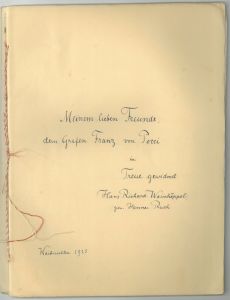 Meinem lieben Freunde
dem Grafen Franz von Pocci
in
Treue gewidmet
Hans Richard Weinhöppel
gen. Hannes Ruch
Weihnachten 1925